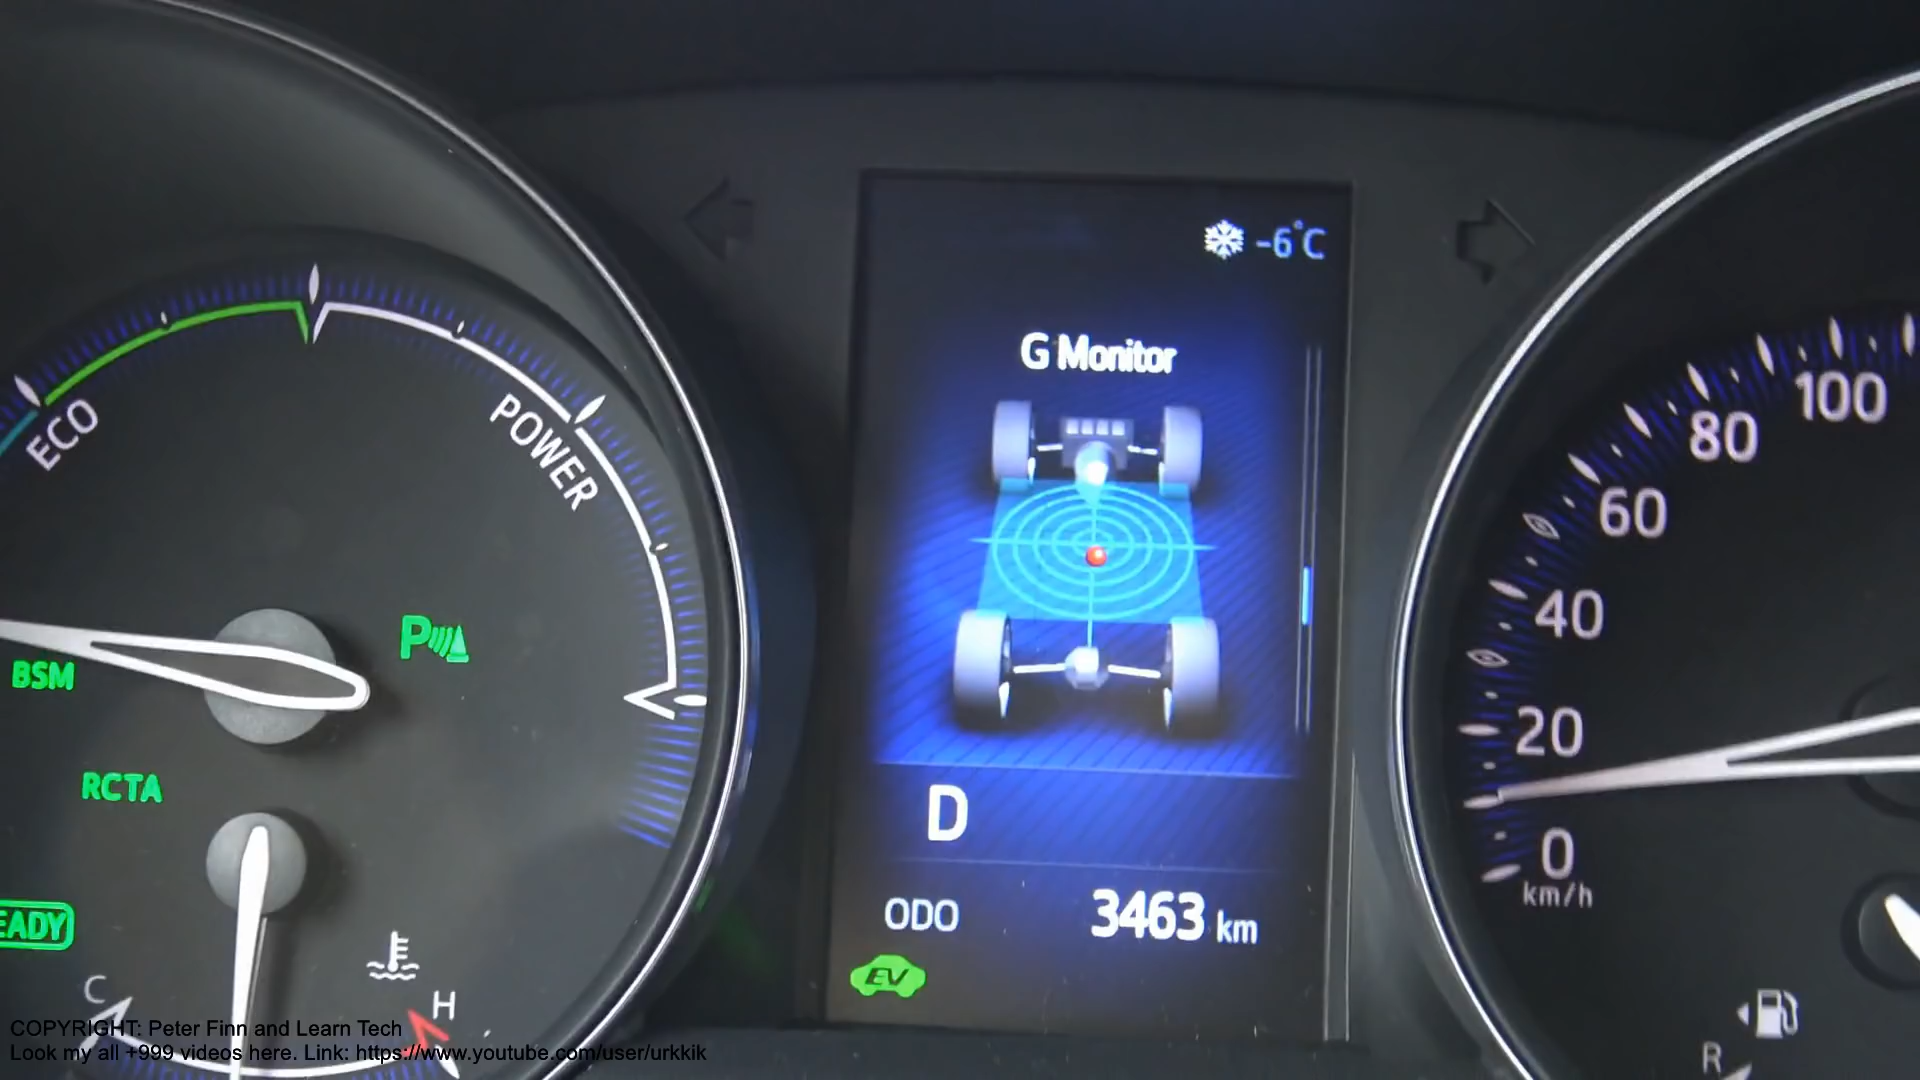 -6°C
G Monitor
D
ODO 3463 km
EV
ECO
POWER
P
BSM
RCTA
EADY
C
H
100
80
60
40
20
0
km/h
R
COPYRIGHT: Peter Finn and Learn Tech
Look my all +999 videos here. Link: https://www.youtube.com/user/urkkik